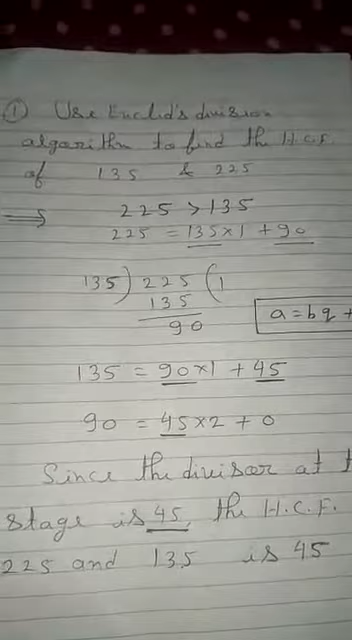 ① Use Euclid's division
algorithm to find the H.C.F.
of 135 & 225
⇒ 225 > 135
225 = 135 x 1 + 90
135 ) 225 ( 1
135
90
a = bq +
135 = 90 x 1 + 45
90 = 45 x 2 + 0
Since the divisor at
stage is 45, the H.C.F.
225 and 135 is 45